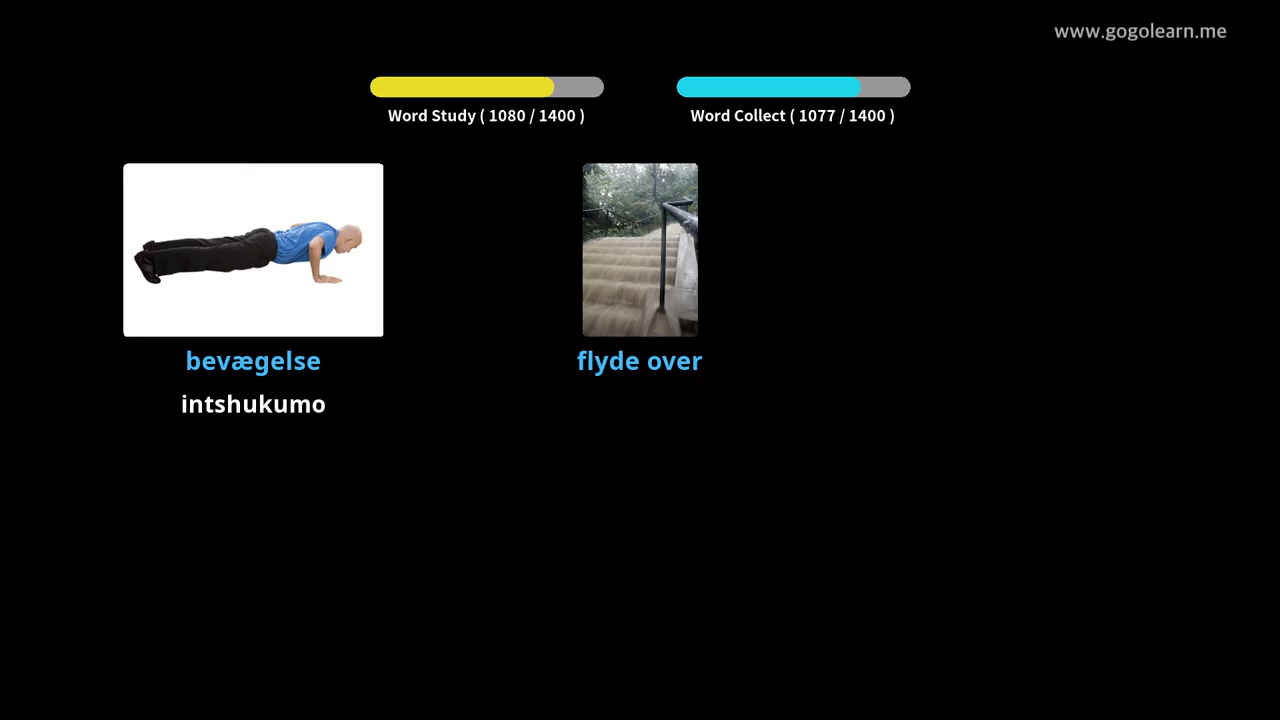 www.gogolearn.me
Word Study ( 1080 / 1400 )
Word Collect ( 1077 / 1400 )
bevægelse
intshukumo
flyde over